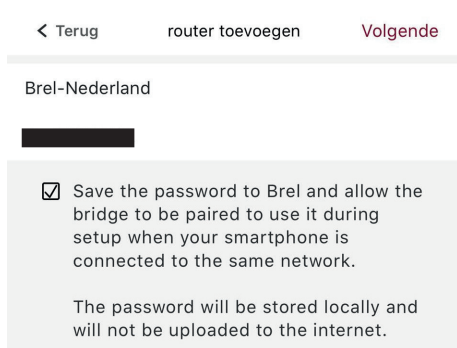 Terug router toevoegen Volgende
Brel-Nederland
Save the password to Brel and allow the
bridge to be paired to use it during
setup when your smartphone is
connected to the same network.
The password will be stored locally and
will not be uploaded to the internet.